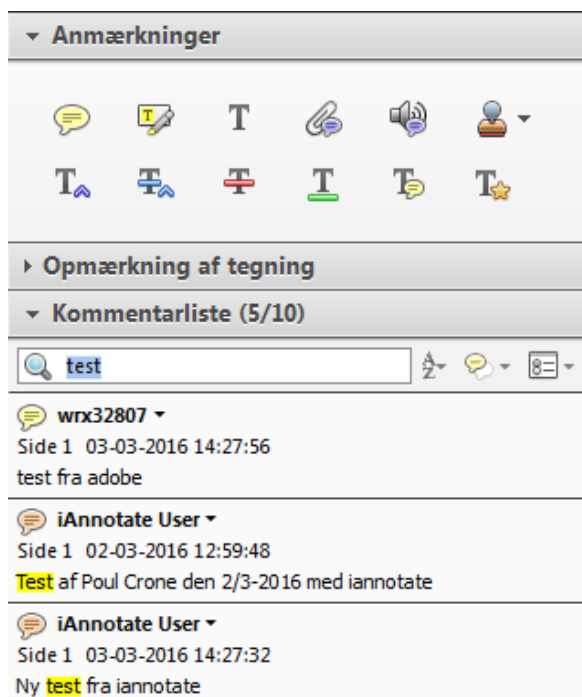 Anmærkninger
Opmærkning af tegning
Kommentarliste (5/10)
test
wrx32807
Side 1 03-03-2016 14:27:56
test fra adobe
iAnnotate User
Side 1 02-03-2016 12:59:48
Test af Poul Crone den 2/3-2016 med iannotate
iAnnotate User
Side 1 03-03-2016 14:27:32
Ny test fra iannotate